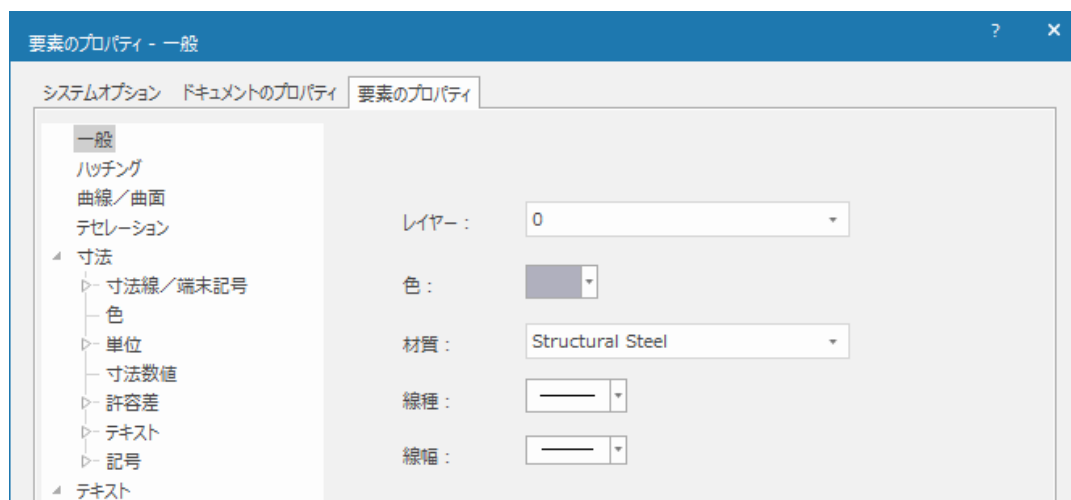 要素のプロパティ - 一般
?
×
システムオプション
ドキュメントのプロパティ
要素のプロパティ
一般
ハッチング
曲線／曲面
テセレーション
寸法
寸法線／端末記号
色
単位
寸法数値
許容差
テキスト
記号
テキスト
レイヤー：
0
色：
材質：
Structural Steel
線種：
線幅：